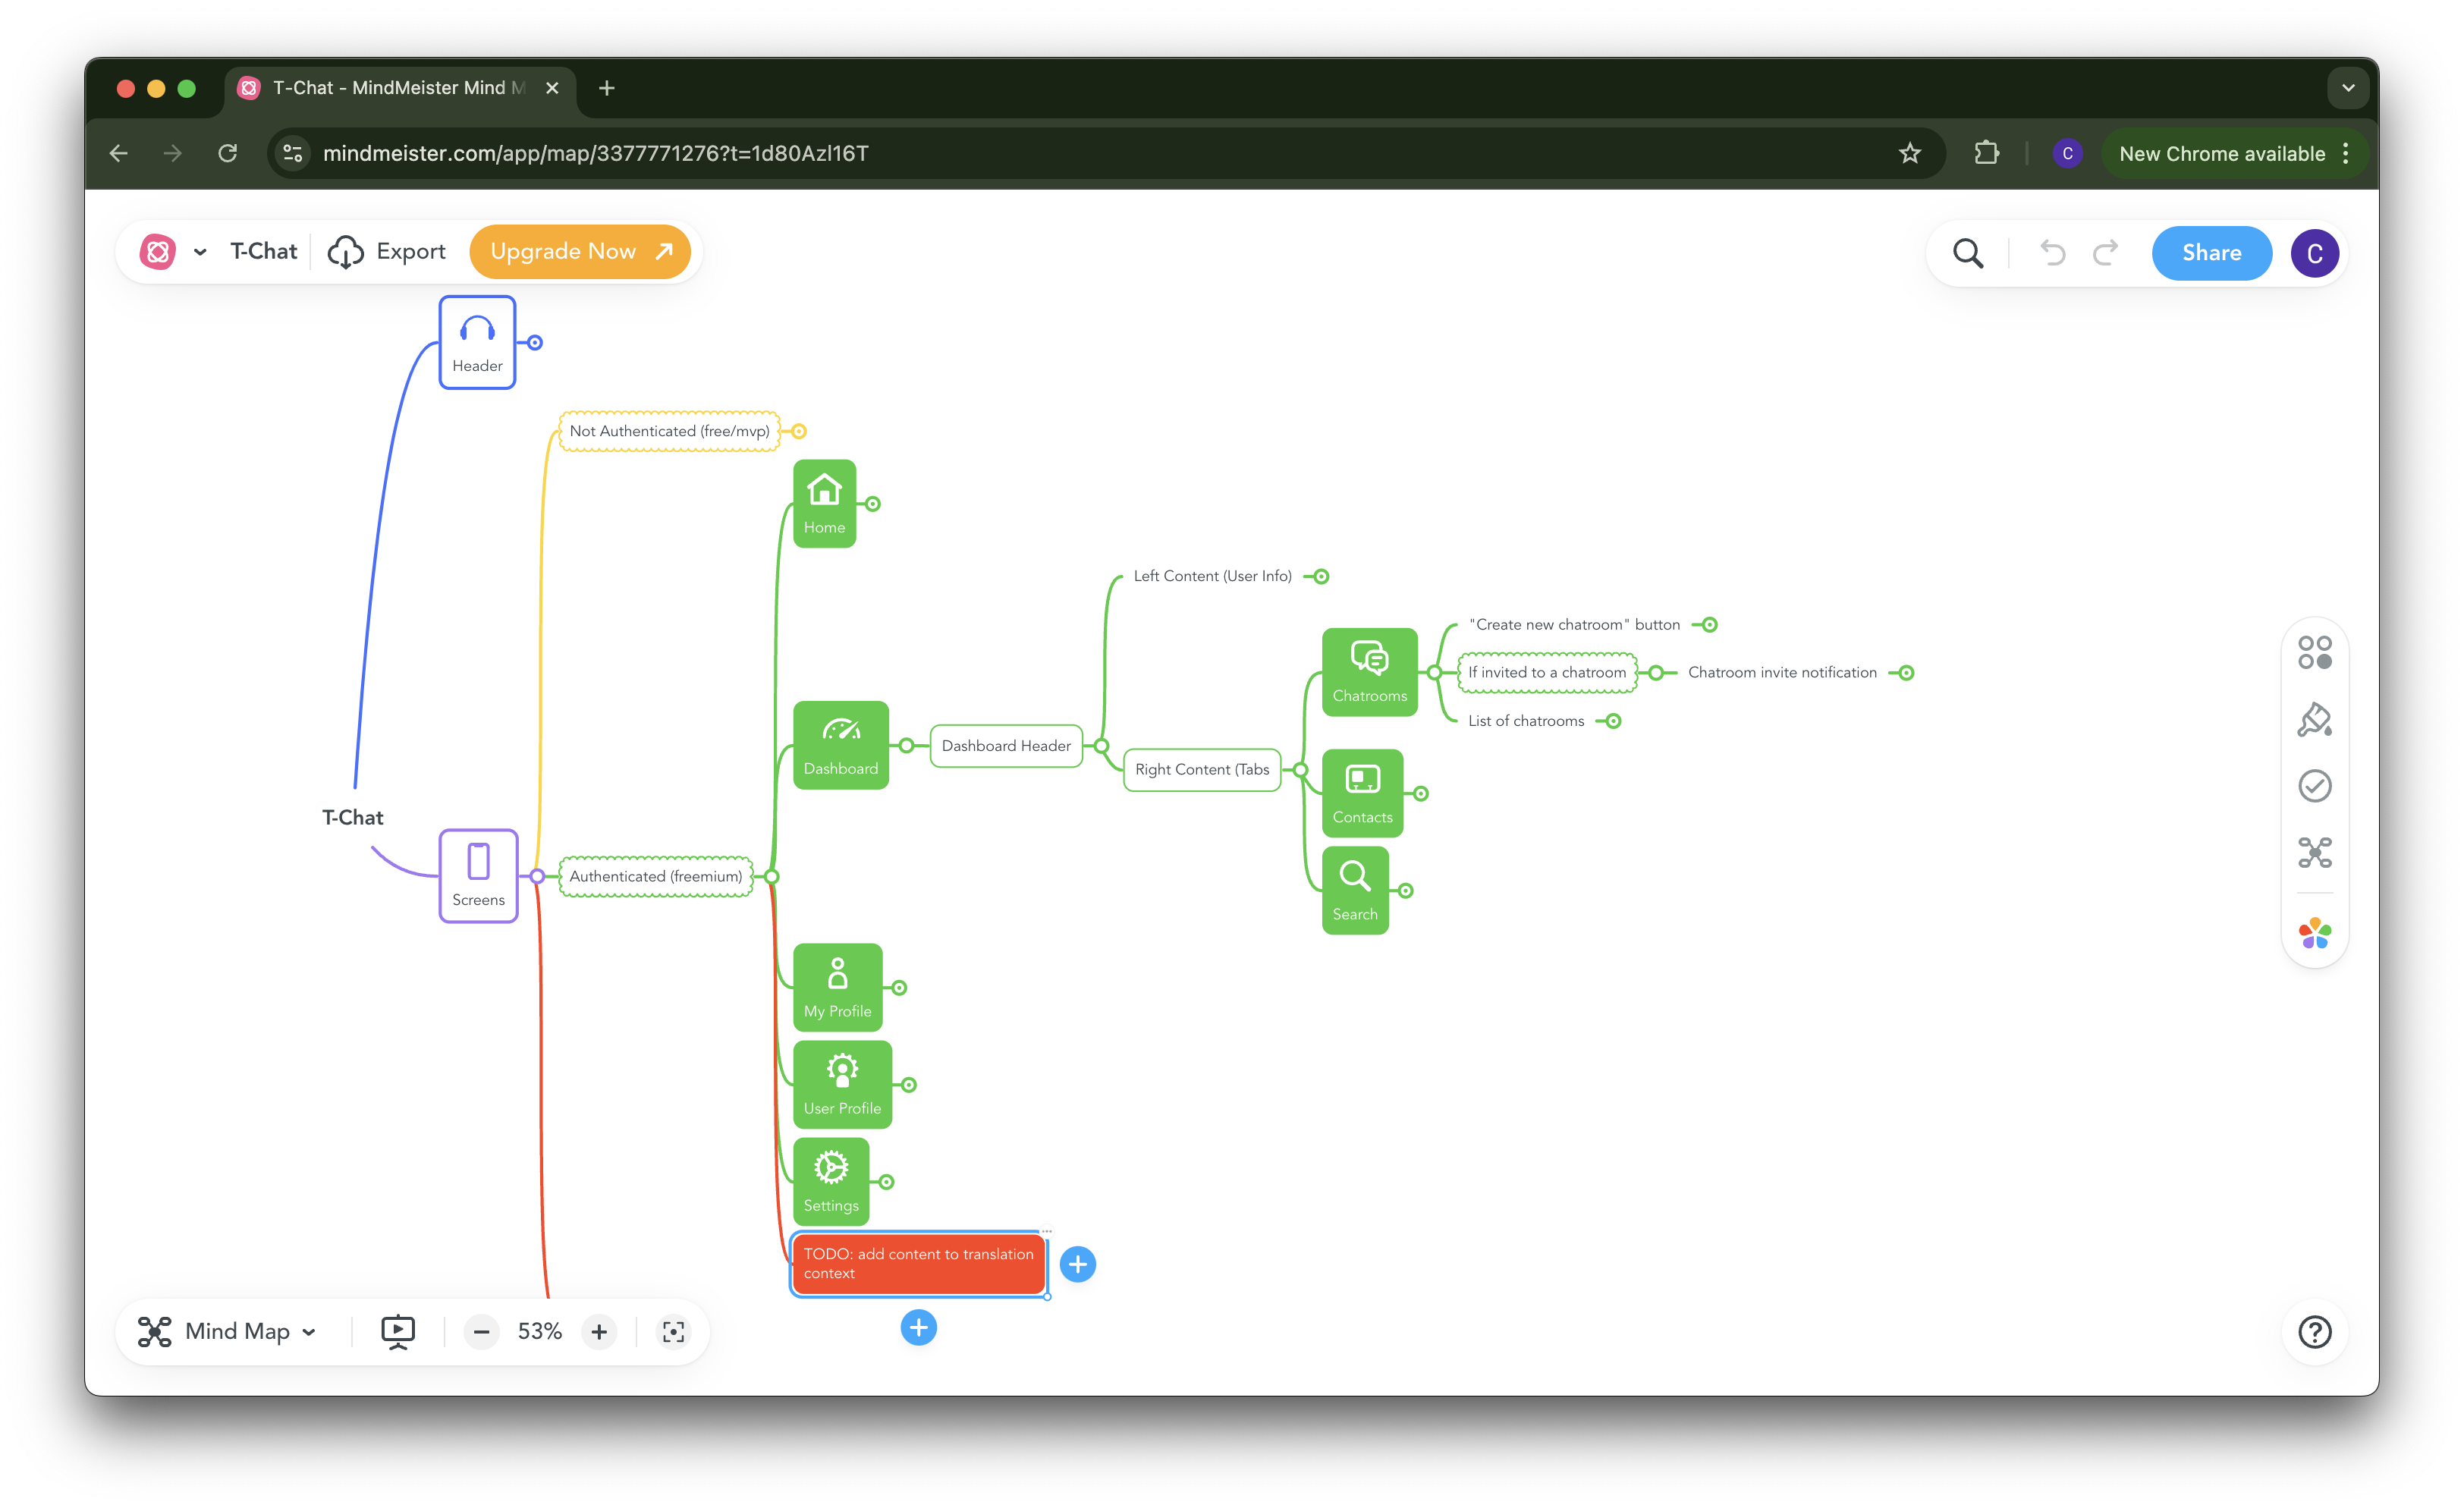 T-Chat - MindMeister Mind M
mindmeister.com/app/map/3377771276?t=1d80Azl16T
C
New Chrome available
T-Chat
Export
Upgrade Now
Share
C
Header
Not Authenticated (free/mvp)
Home
Left Content (User Info)
"Create new chatroom" button
Chatrooms
If invited to a chatroom
Chatroom invite notification
List of chatrooms
Dashboard
Dashboard Header
Right Content (Tabs
Contacts
T-Chat
Screens
Authenticated (freemium)
Search
My Profile
User Profile
Settings
TODO: add content to translation
context
Mind Map
53%